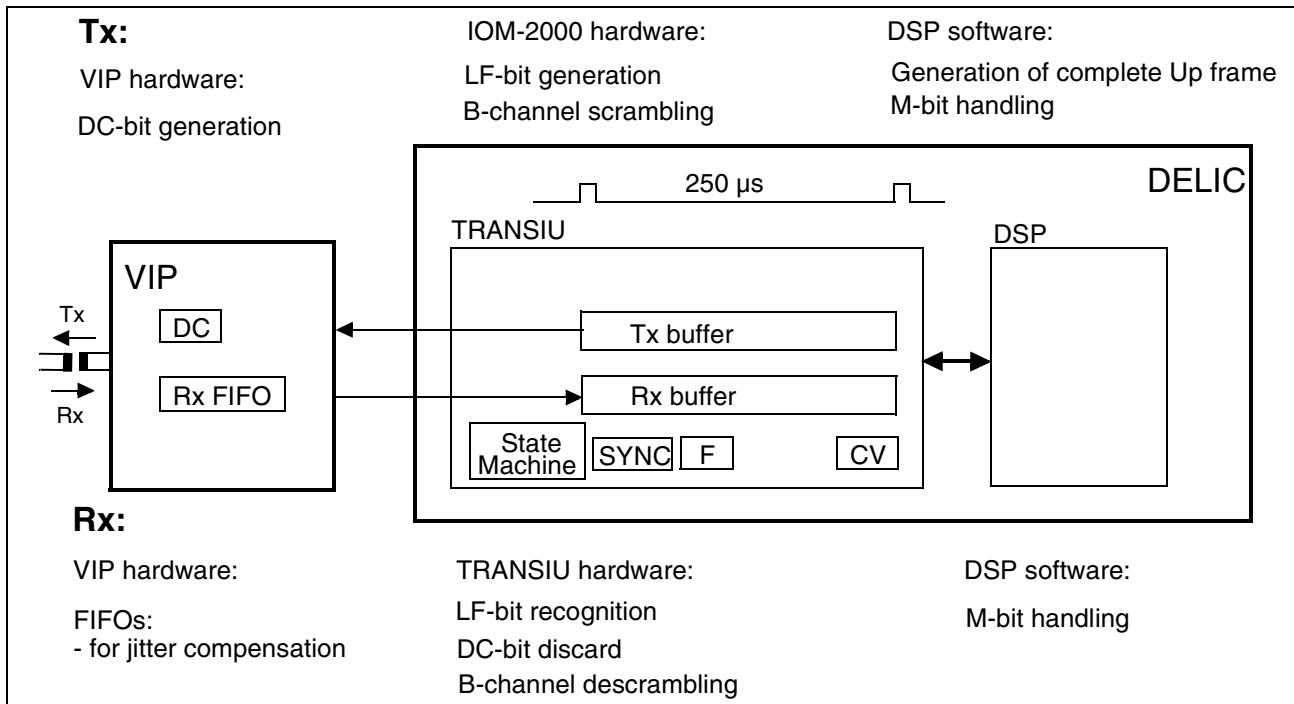 Tx:
VIP hardware:
DC-bit generation
IOM-2000 hardware:
LF-bit generation
B-channel scrambling
DSP software:
Generation of complete Up frame
M-bit handling
DELIC
250 µs
TRANSIU
DSP
VIP
Tx
DC
Tx buffer
Rx FIFO
Rx buffer
Rx
State
Machine
SYNC
F
CV
Rx:
VIP hardware:
FIFOs:
- for jitter compensation
TRANSIU hardware:
LF-bit recognition
DC-bit discard
B-channel descrambling
DSP software:
M-bit handling